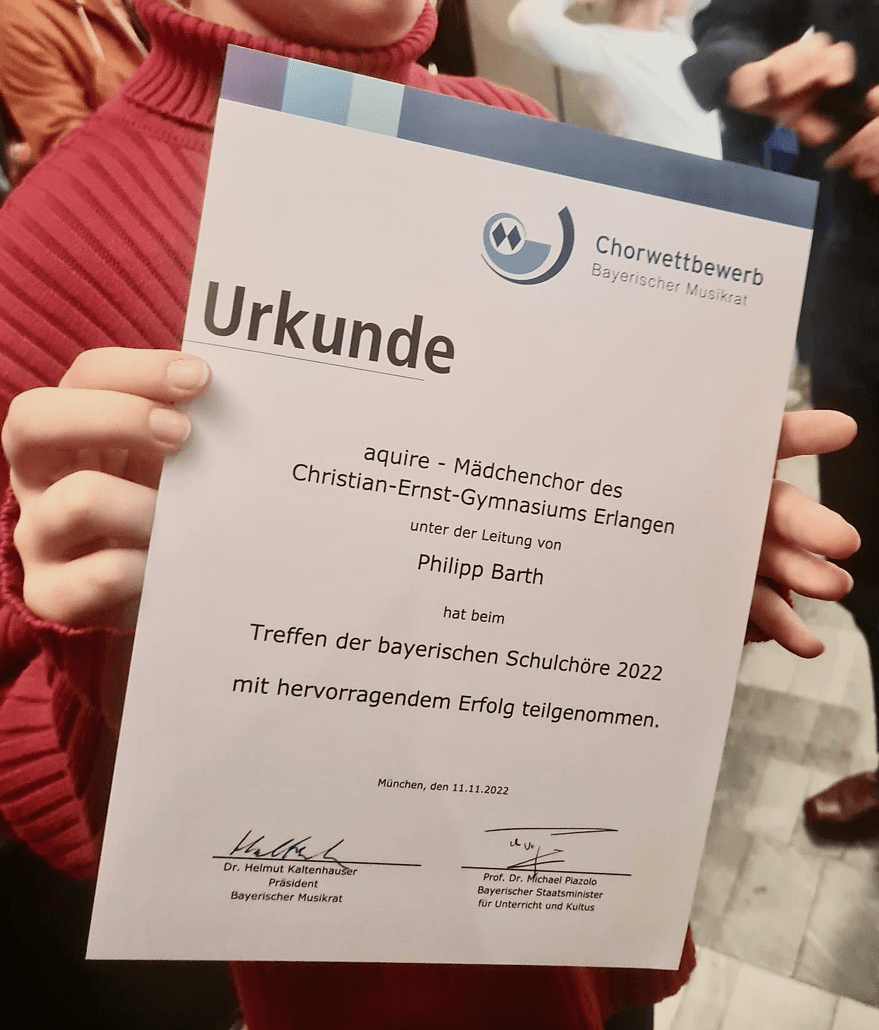 Chorwettbewerb
Bayerischer Musikrat
Urkunde
aquire - Mädchenchor des
Christian-Ernst-Gymnasiums Erlangen
unter der Leitung von
Philipp Barth
hat beim
Treffen der bayerischen Schulchöre 2022
mit hervorragendem Erfolg teilgenommen.
München, den 11.11.2022
Dr. Helmut Kaltenhauser
Präsident
Bayerischer Musikrat
Prof. Dr. Michael Piazolo
Bayerischer Staatsminister
für Unterricht und Kultus